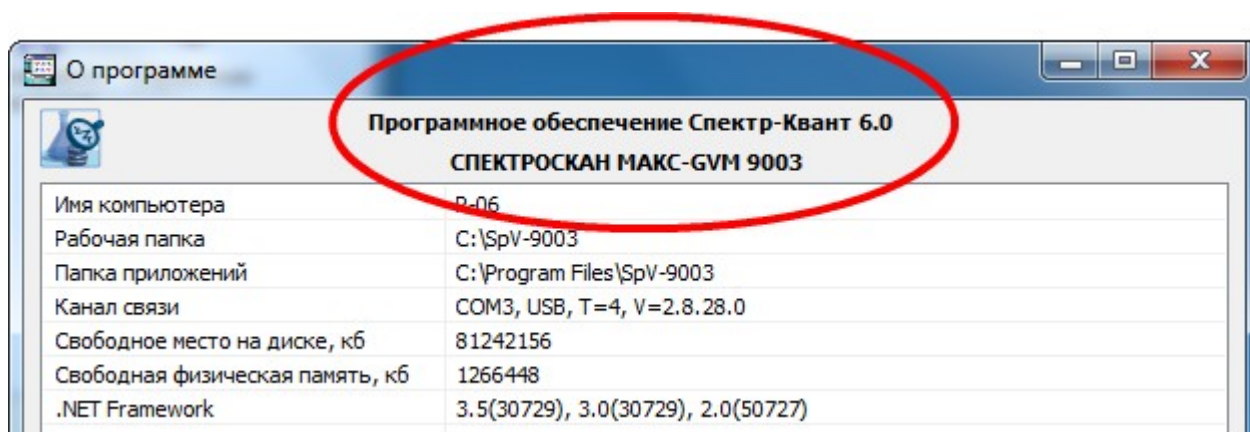 О программе
Программное обеспечение Спектр-Квант 6.0
СПЕКТРОСКАН МАКС-GVM 9003
Имя компьютера P-06
Рабочая папка C:\SpV-9003
Папка приложений C:\Program Files\SpV-9003
Канал связи COM3, USB, T=4, V=2.8.28.0
Свободное место на диске, кб 81242156
Свободная физическая память, кб 1266448
.NET Framework 3.5(30729), 3.0(30729), 2.0(50727)